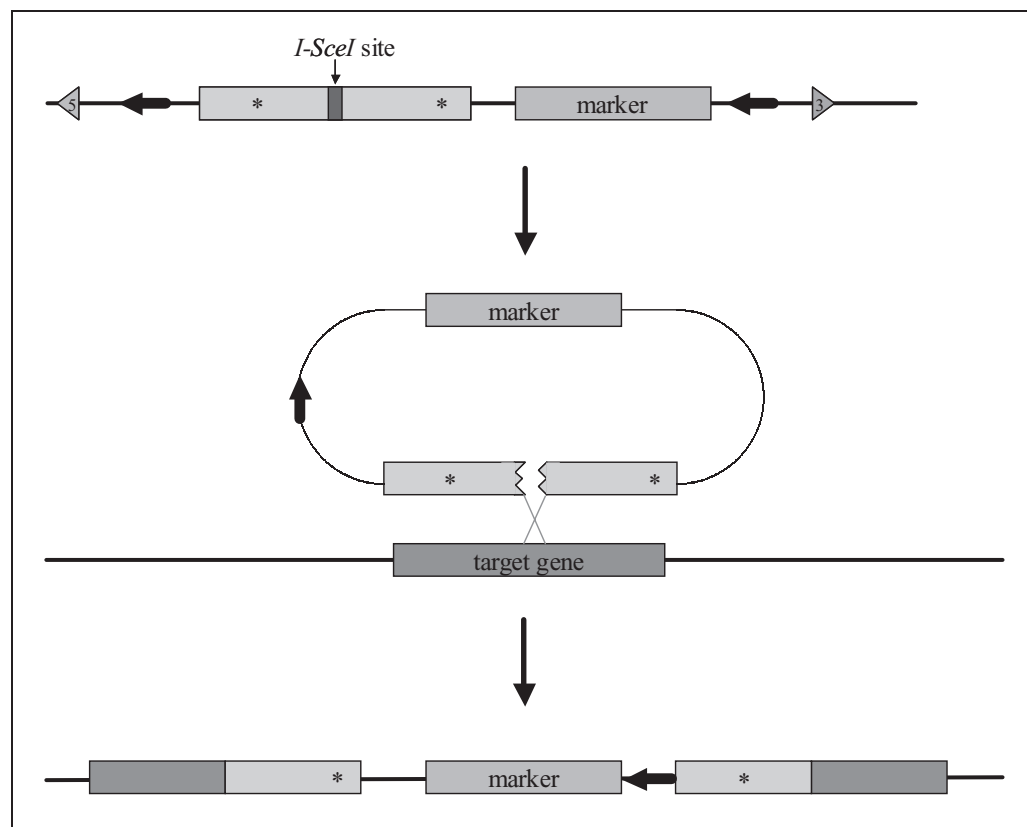 I-SceI site
5 * * marker 3
marker
* *
target gene
* marker *